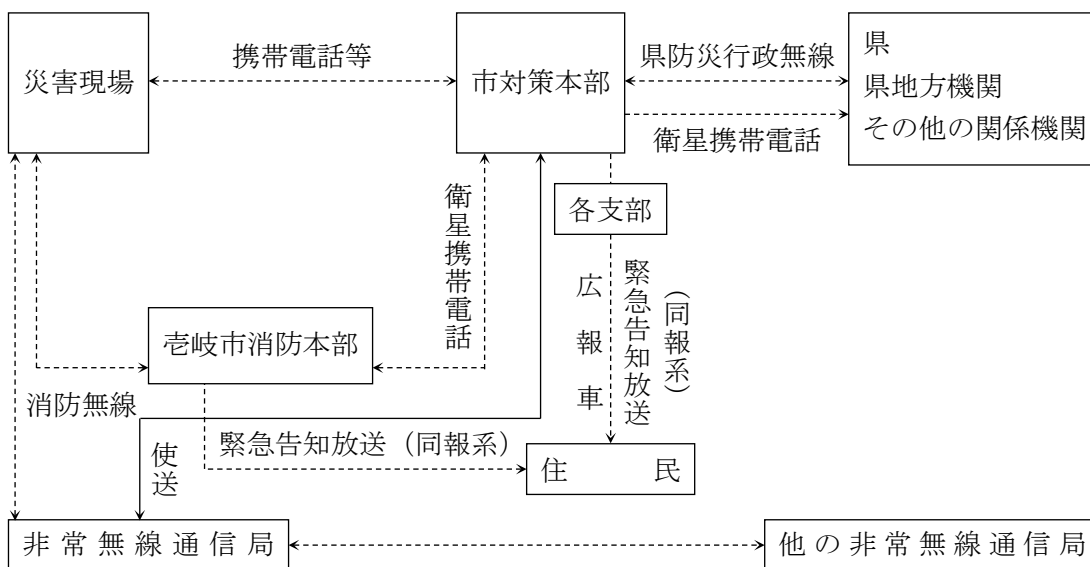 災害現場
携帯電話等
市対策本部
県防災行政無線
衛星携帯電話
県
県地方機関
その他の関係機関
衛星携帯電話
各支部
広報車
緊急告知放送
（同報系）
壱岐市消防本部
消防無線
使送
緊急告知放送（同報系）
住　　民
非常無線通信局
他の非常無線通信局